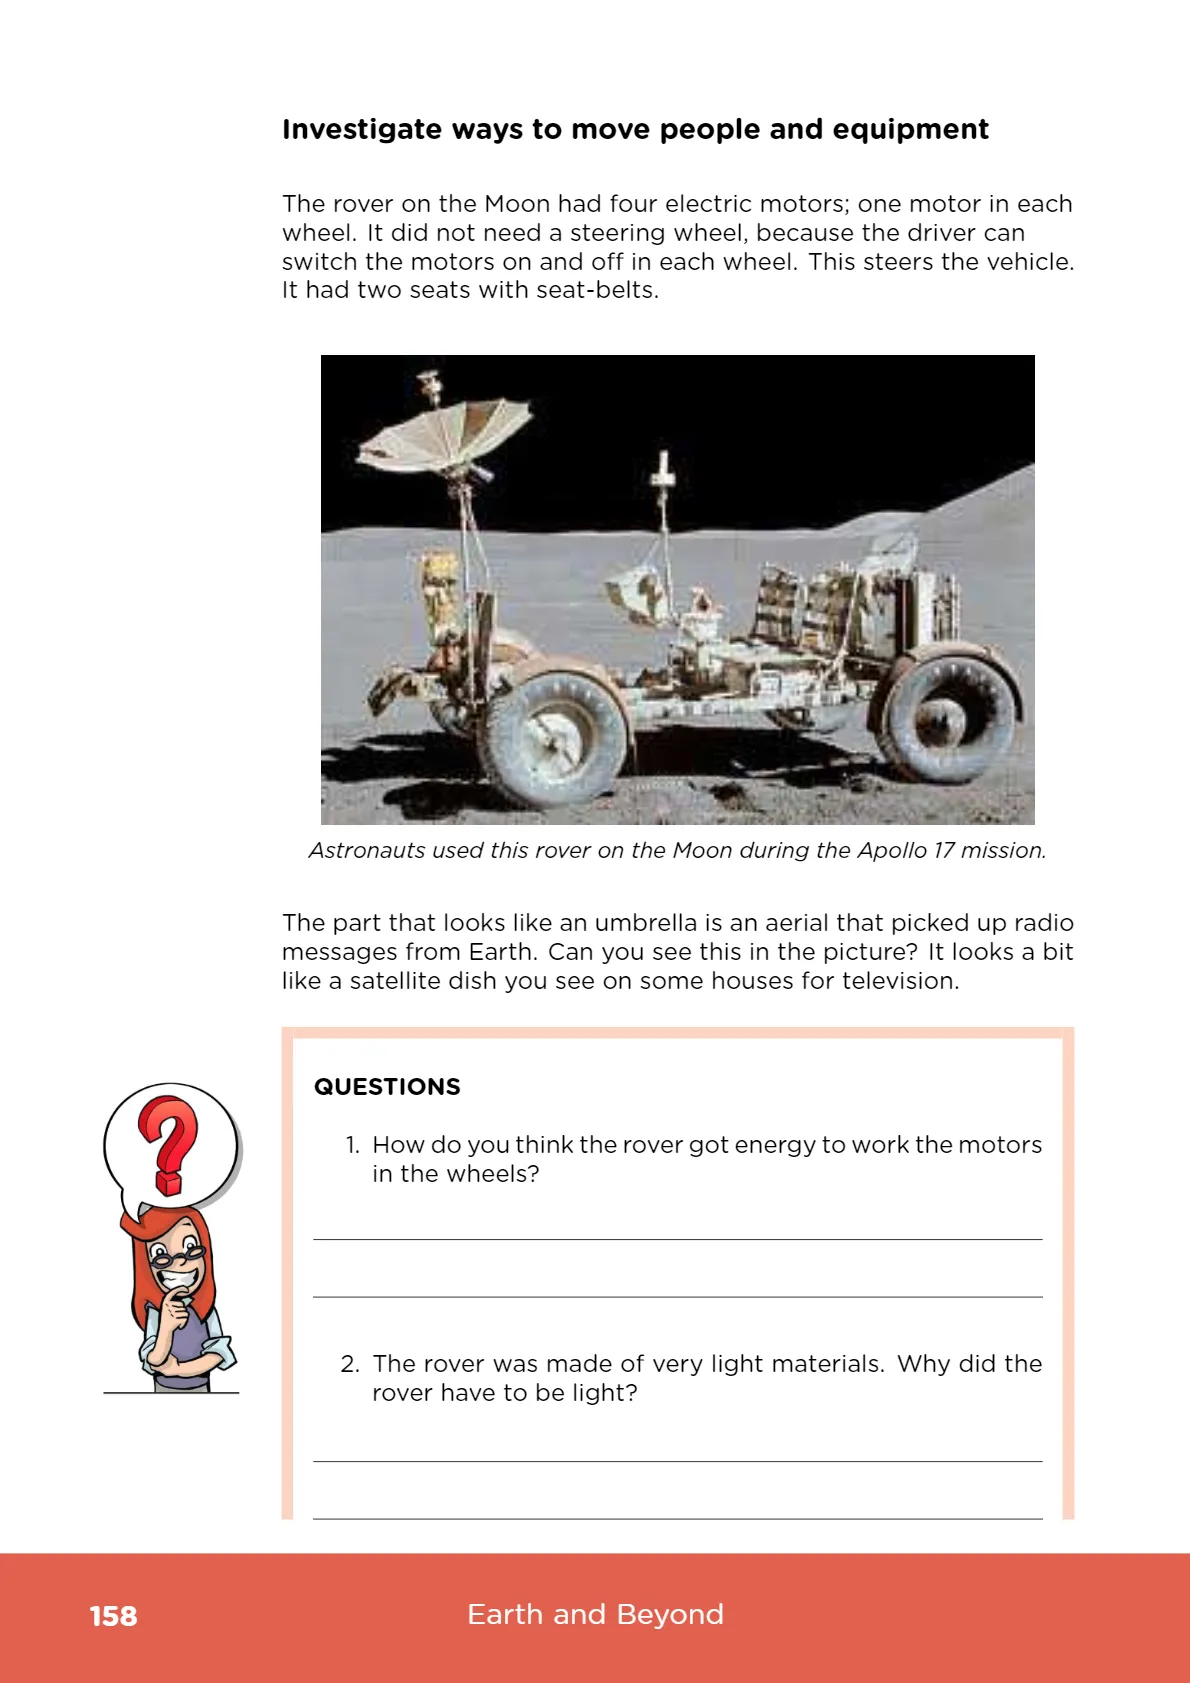 Investigate ways to move people and equipment
The rover on the Moon had four electric motors; one motor in each
wheel. It did not need a steering wheel, because the driver can
switch the motors on and off in each wheel. This steers the vehicle.
It had two seats with seat-belts.
Astronauts used this rover on the Moon during the Apollo 17 mission.
The part that looks like an umbrella is an aerial that picked up radio
messages from Earth. Can you see this in the picture? It looks a bit
like a satellite dish you see on some houses for television.
QUESTIONS
1. How do you think the rover got energy to work the motors
in the wheels?
2. The rover was made of very light materials. Why did the
rover have to be light?
158
Earth and Beyond